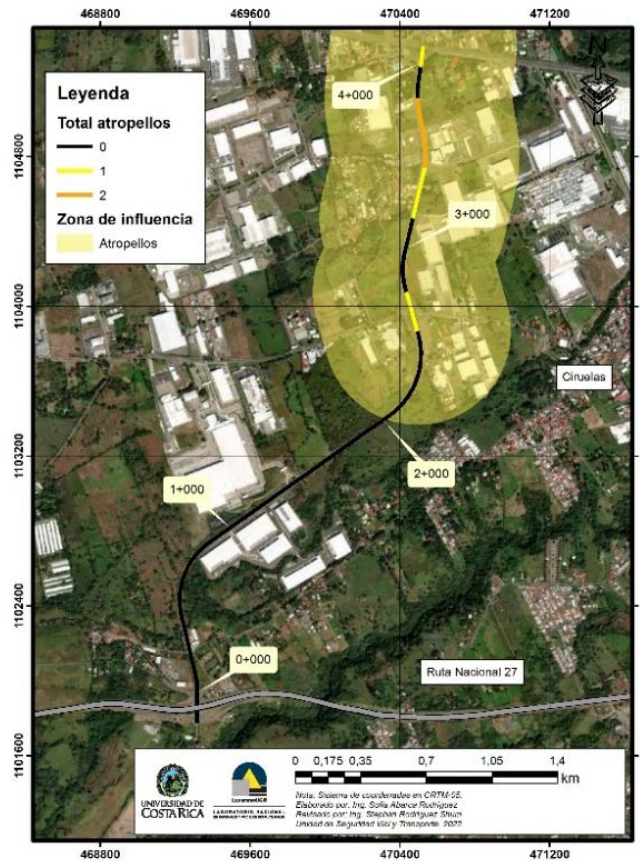 468800
469600
470400
471200
N
Leyenda
Total atropellos
0
1
2
Zona de influencia
Atropellos
4+000
1104800
3+000
1104000
Ciruelas
1103200
2+000
1+000
1102400
0+000
Ruta Nacional 27
1101600
0 0,175 0,35 0,7 1,05 1,4
km
UNIVERSIDAD DE
COSTA RICA
LanammeUCR
LABORATORIO NACIONAL
Nota: Sistema de coordenadas en CRTM-05.
Elaborado por: Ing. Sofía Abarca Rodríguez
Revisado por: Ing. Stephan Rodríguez Shum
Unidad de Seguridad Vial y Transporte, 2022
468800
469600
470400
471200